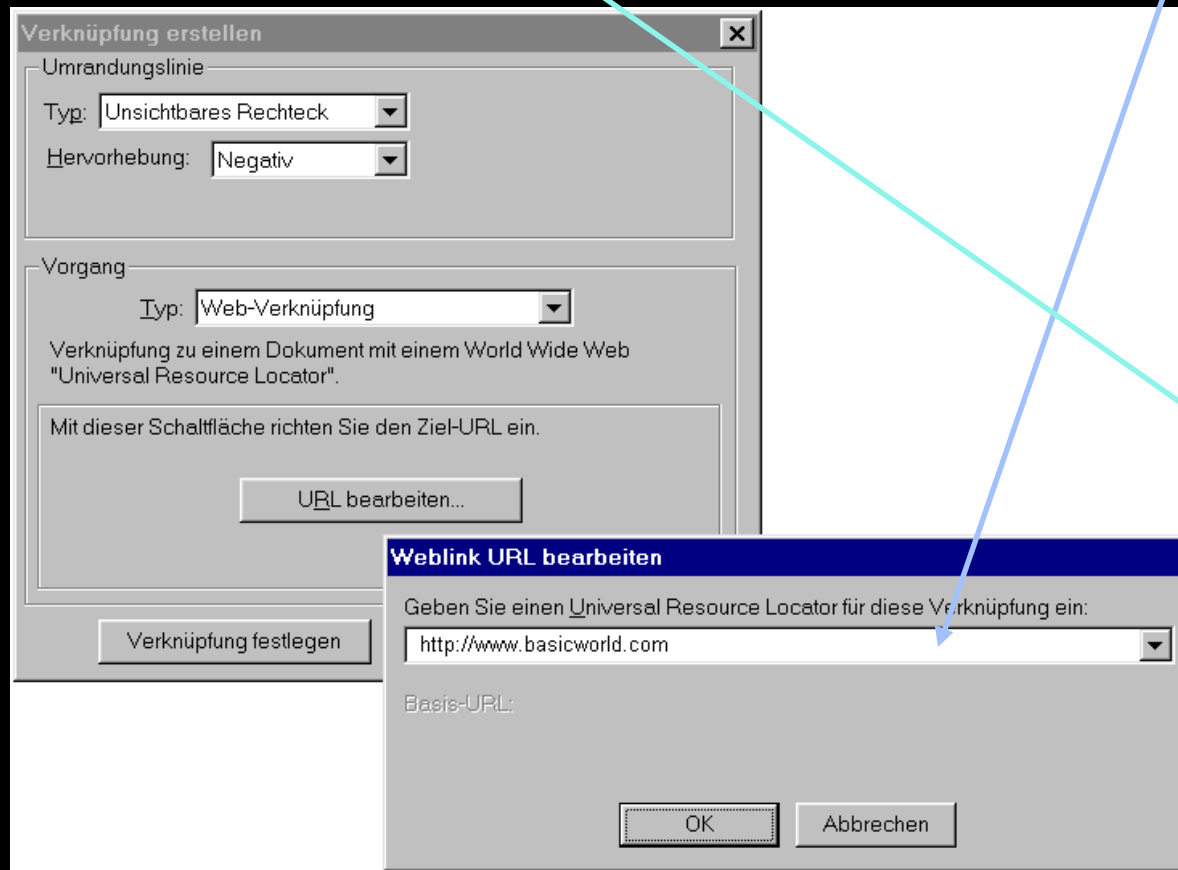 Verknüpfung erstellen
Umrandungslinie
Typ: Unsichtbares Rechteck
Hervorhebung: Negativ
Vorgang
Typ: Web-Verknüpfung
Verknüpfung zu einem Dokument mit einem World Wide Web
"Universal Resource Locator".
Mit dieser Schaltfläche richten Sie den Ziel-URL ein.
URL bearbeiten...
Verknüpfung festlegen
Weblink URL bearbeiten
Geben Sie einen Universal Resource Locator für diese Verknüpfung ein:
http://www.basicworld.com
Basis-URL:
OK Abbrechen